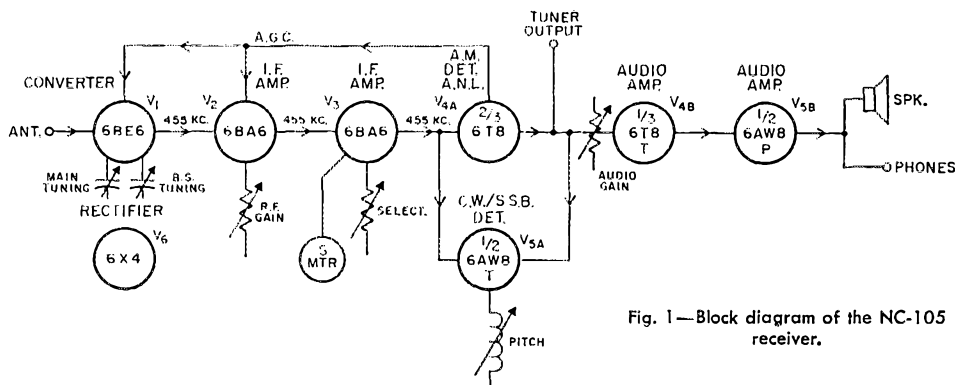 TUNER
OUTPUT
A.G.C.
CONVERTER
I.F.
AMP.
I.F.
AMP.
A.M.
DET.
A.N.L.
AUDIO
AMP.
AUDIO
AMP.
V1
V2
V3
V4A
V4B
V5B
SPK.
ANT.
6BE6
455 KC.
6BA6
455 KC.
6BA6
455 KC.
2/3
6T8
1/3
6T8
T
1/2
6AW8
P
PHONES
MAIN
TUNING
B.S.
TUNING
R.F.
GAIN
SELECT.
AUDIO
GAIN
RECTIFIER
V6
6X4
S
MTR
C.W./S.S.B.
DET.
V5A
1/2
6AW8
T
PITCH
Fig. 1—Block diagram of the NC-105
receiver.